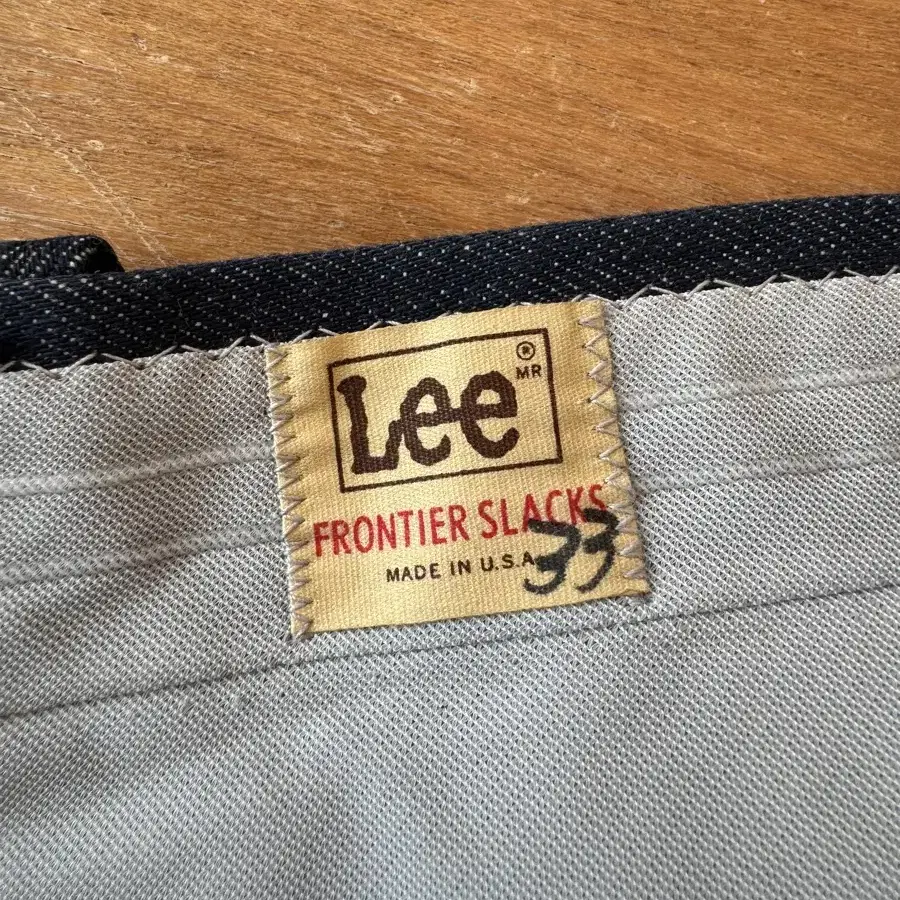 Lee ®
MR
FRONTIER SLACKS
MADE IN U.S.A.
33